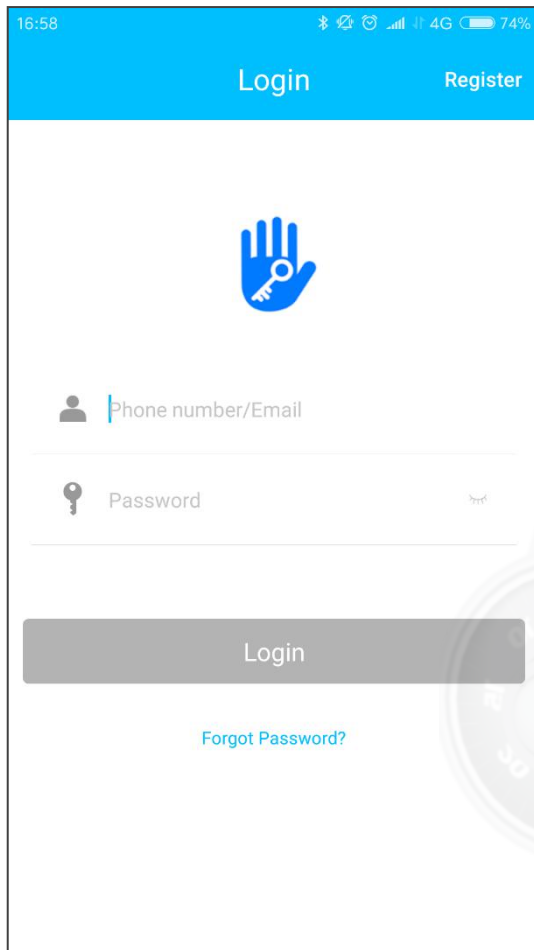 16:58 4G 74%
Login Register
Phone number/Email
Password
Login
Forgot Password?